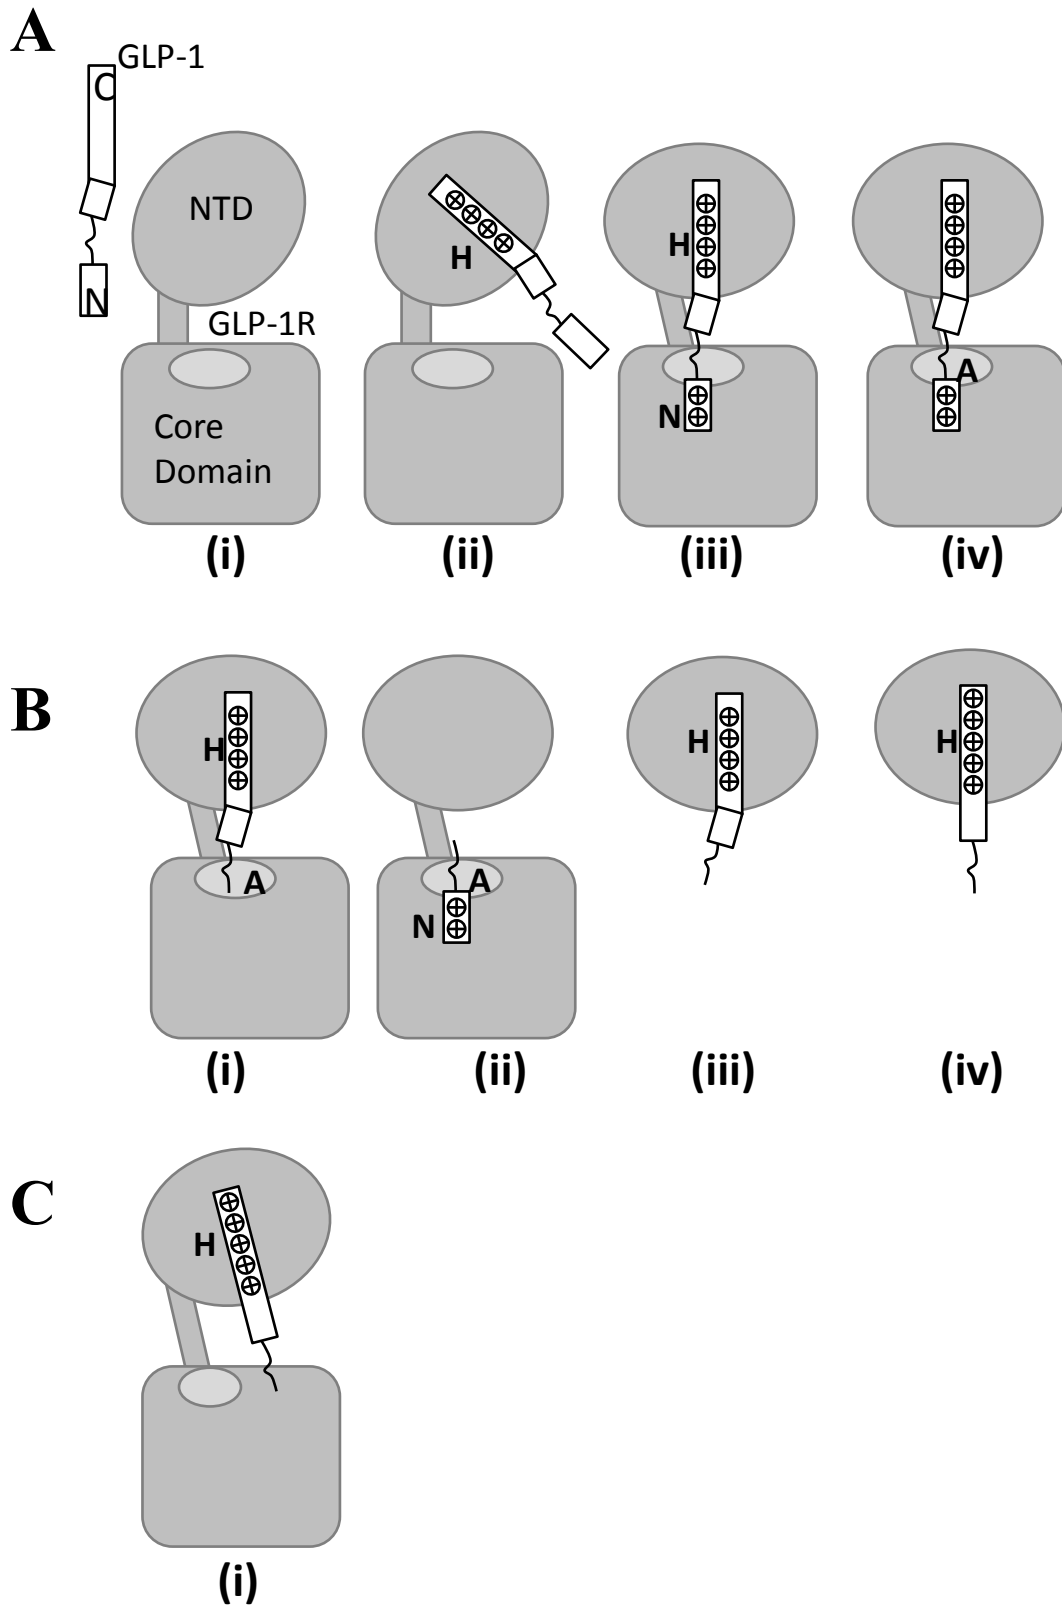 A
GLP-1
C
N
NTD
GLP-1R
Core
Domain
H
H
N
A
(i)
(ii)
(iii)
(iv)
B
H
A
A
N
H
H
(i)
(ii)
(iii)
(iv)
C
H
(i)